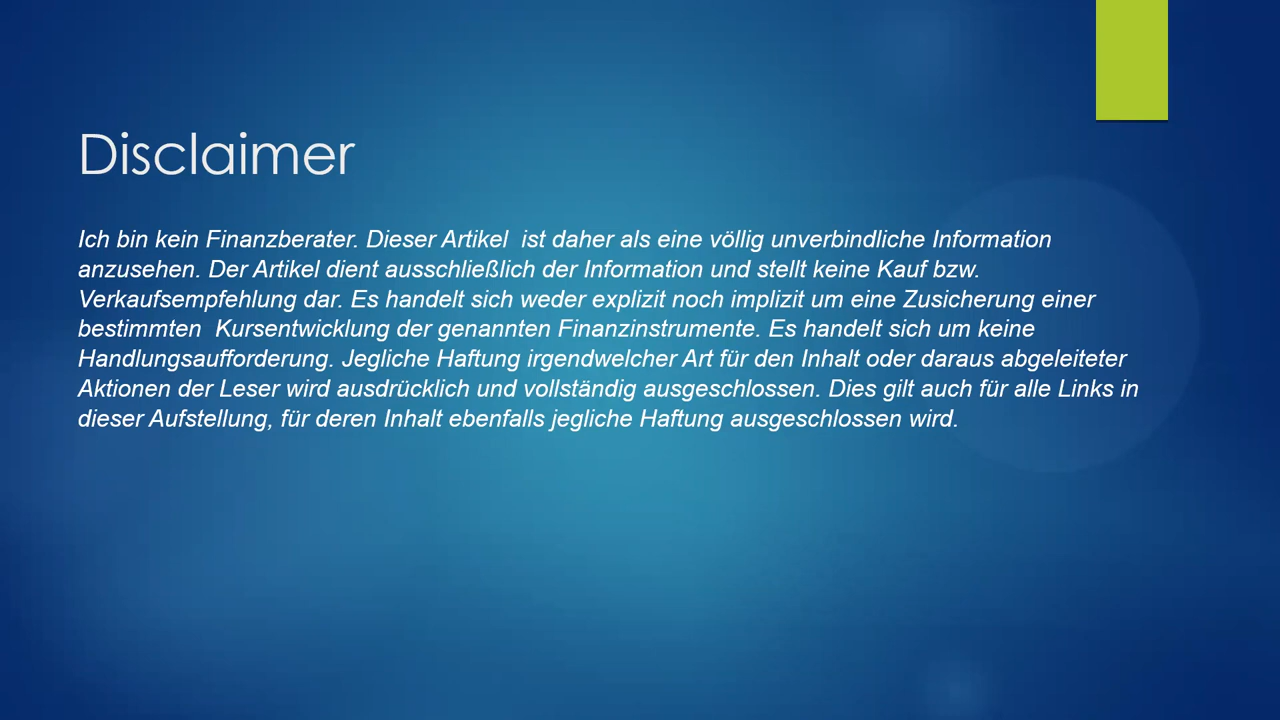 Disclaimer
Ich bin kein Finanzberater. Dieser Artikel  ist daher als eine völlig unverbindliche Information
anzusehen. Der Artikel dient ausschließlich der Information und stellt keine Kauf bzw.
Verkaufsempfehlung dar. Es handelt sich weder explizit noch implizit um eine Zusicherung einer
bestimmten  Kursentwicklung der genannten Finanzinstrumente. Es handelt sich um keine
Handlungsaufforderung. Jegliche Haftung irgendwelcher Art für den Inhalt oder daraus abgeleiteter
Aktionen der Leser wird ausdrücklich und vollständig ausgeschlossen. Dies gilt auch für alle Links in
dieser Aufstellung, für deren Inhalt ebenfalls jegliche Haftung ausgeschlossen wird.